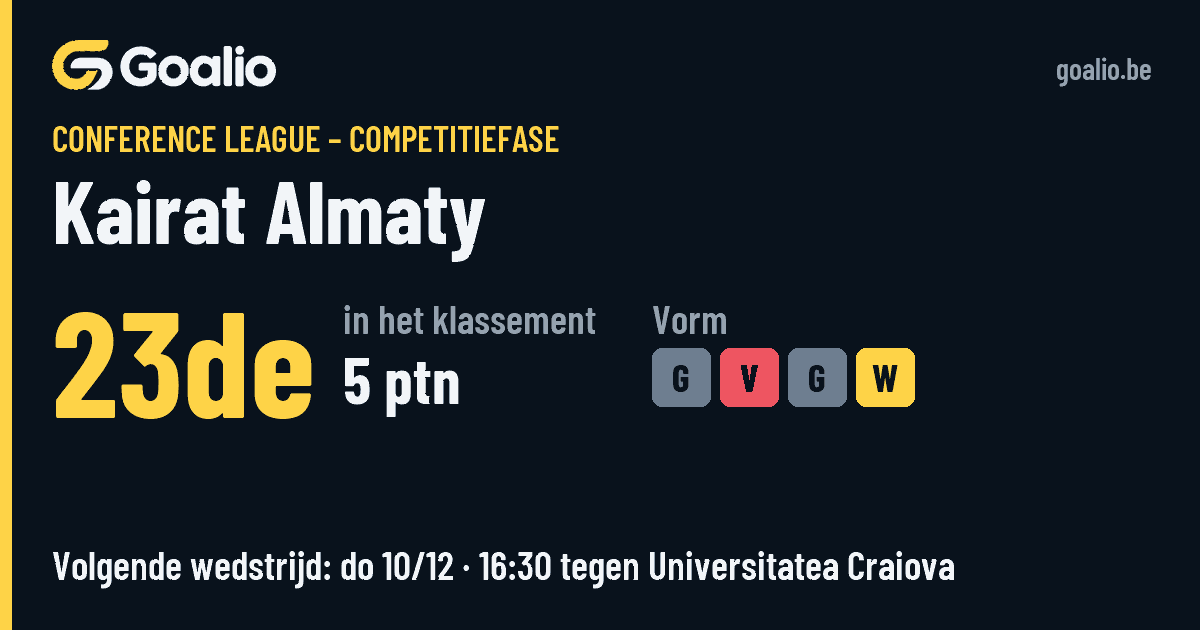 Goalio
goalio.be
CONFERENCE LEAGUE – COMPETITIEFASE
Kairat Almaty
23de
in het klassement
5 ptn
Vorm
G V G W
Volgende wedstrijd: do 10/12 · 16:30 tegen Universitatea Craiova